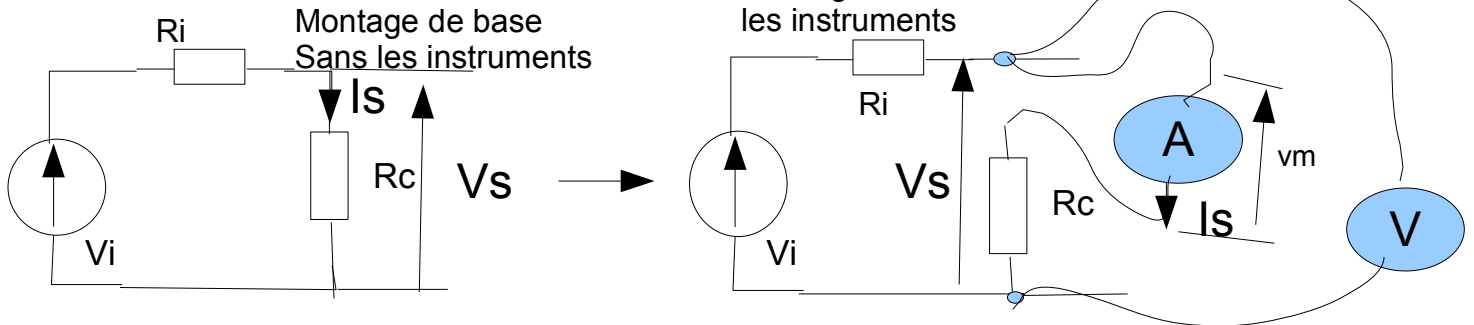 Ri
Montage de base
Sans les instruments
Is
Rc
Vs
Vi
les instruments
Ri
Vs
Rc
Vi
A
vm
Is
V